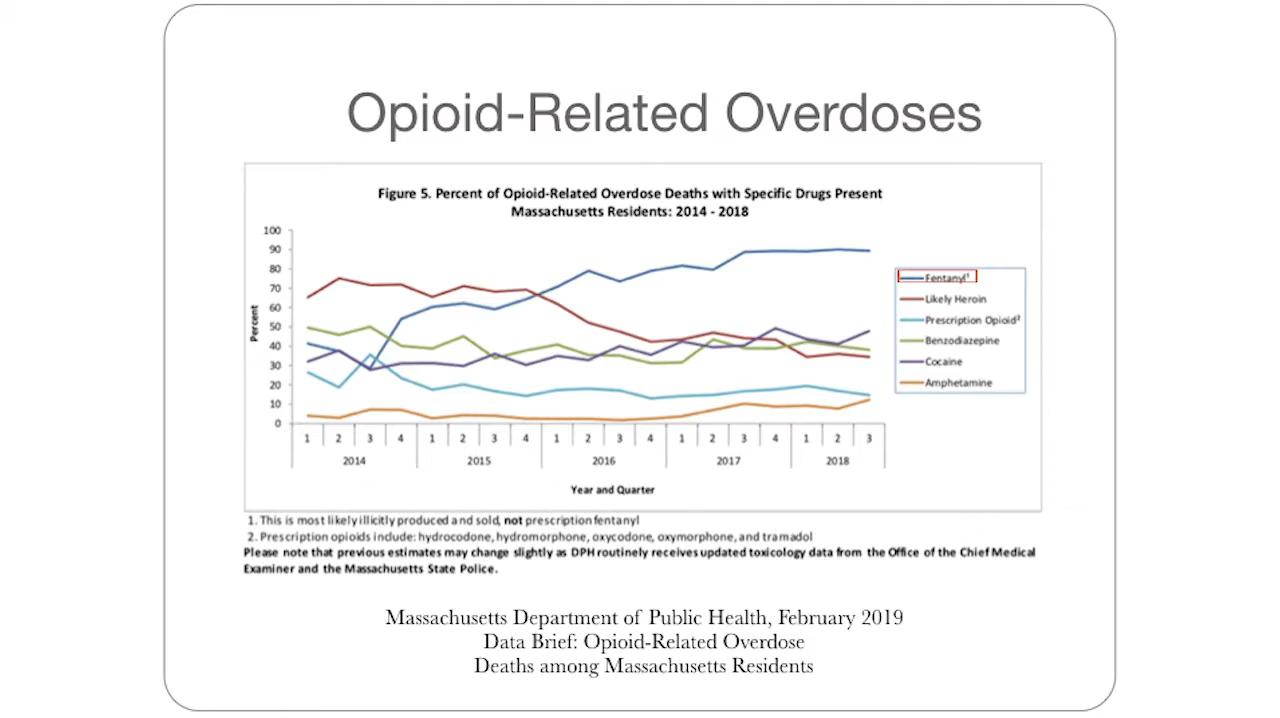 Opioid-Related Overdoses
Figure 5. Percent of Opioid-Related Overdose Deaths with Specific Drugs Present
Massachusetts Residents: 2014 - 2018
100
90
80
70
60
50
40
30
20
10
0
Percent
1 2 3 4 1 2 3 4 1 2 3 4 1 2 3 4 1 2 3
2014 2015 2016 2017 2018
Year and Quarter
Fentanyl¹
Likely Heroin
Prescription Opioid²
Benzodiazepine
Cocaine
Amphetamine
1. This is most likely illicitly produced and sold, not prescription fentanyl
2. Prescription opioids include: hydrocodone, hydromorphone, oxycodone, oxymorphone, and tramadol
Please note that previous estimates may change slightly as DPH routinely receives updated toxicology data from the Office of the Chief Medical
Examiner and the Massachusetts State Police.
Massachusetts Department of Public Health, February 2019
Data Brief: Opioid-Related Overdose
Deaths among Massachusetts Residents